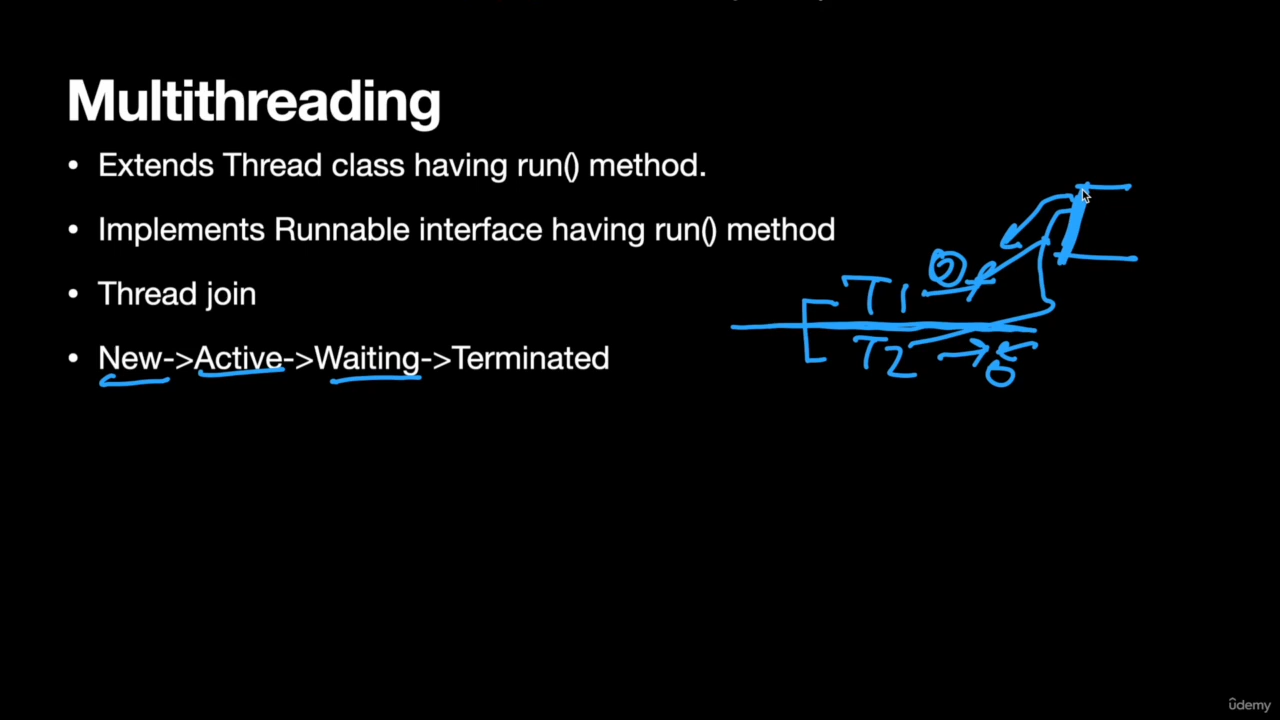 Multithreading
• Extends Thread class having run() method.
• Implements Runnable interface having run() method
• Thread join
• New->Active->Waiting->Terminated
T1
T2
ûdemy